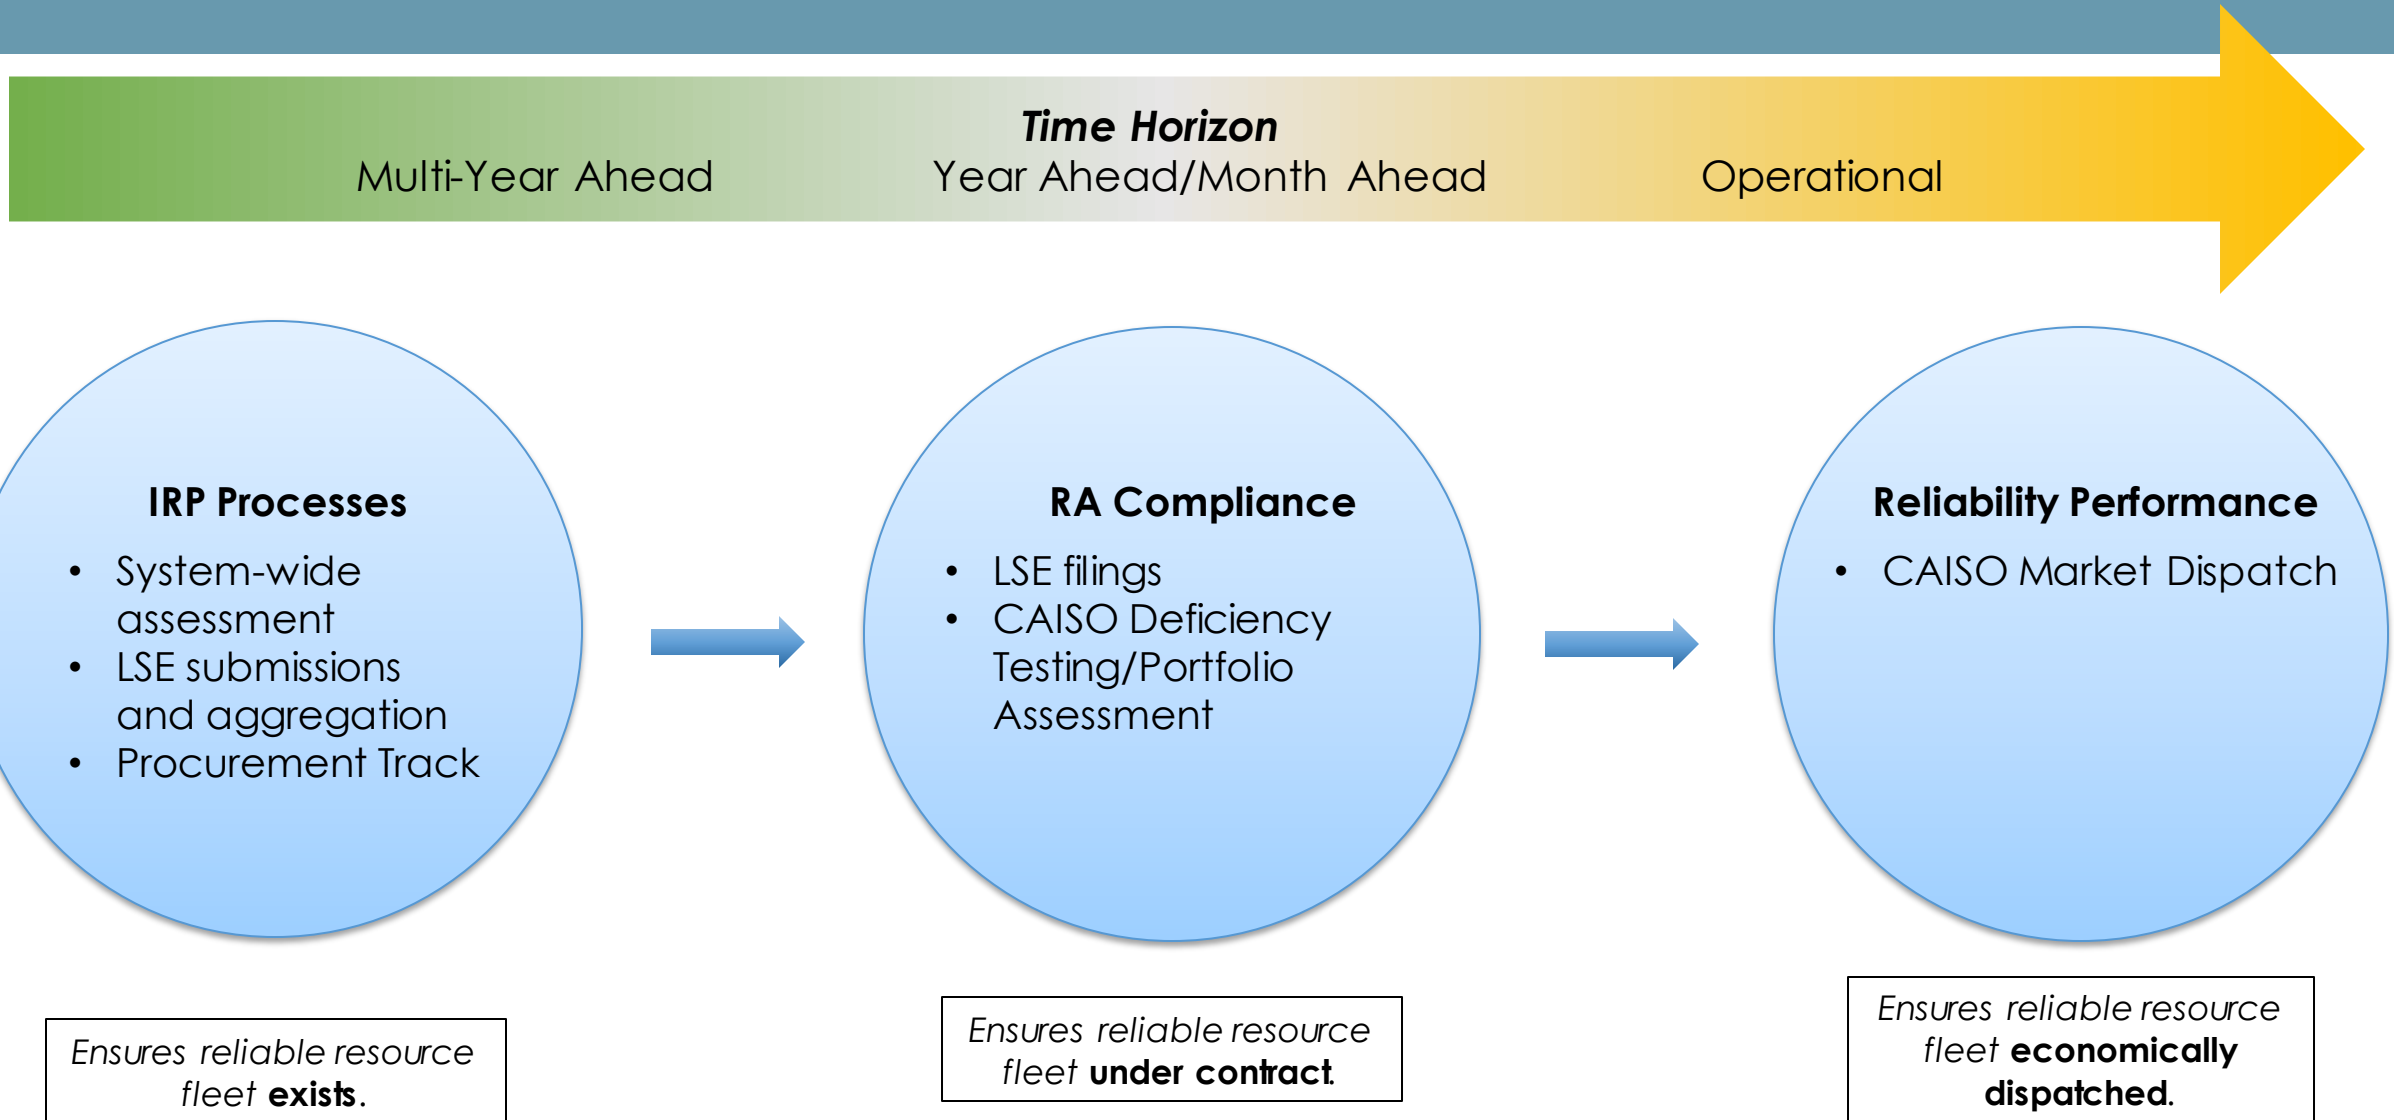 Time Horizon
Multi-Year Ahead
Year Ahead/Month Ahead
Operational
IRP Processes
• System-wide
assessment
• LSE submissions
and aggregation
• Procurement Track
RA Compliance
• LSE filings
• CAISO Deficiency
Testing/Portfolio
Assessment
Reliability Performance
• CAISO Market Dispatch
Ensures reliable resource
fleet exists.
Ensures reliable resource
fleet under contract.
Ensures reliable resource
fleet economically
dispatched.